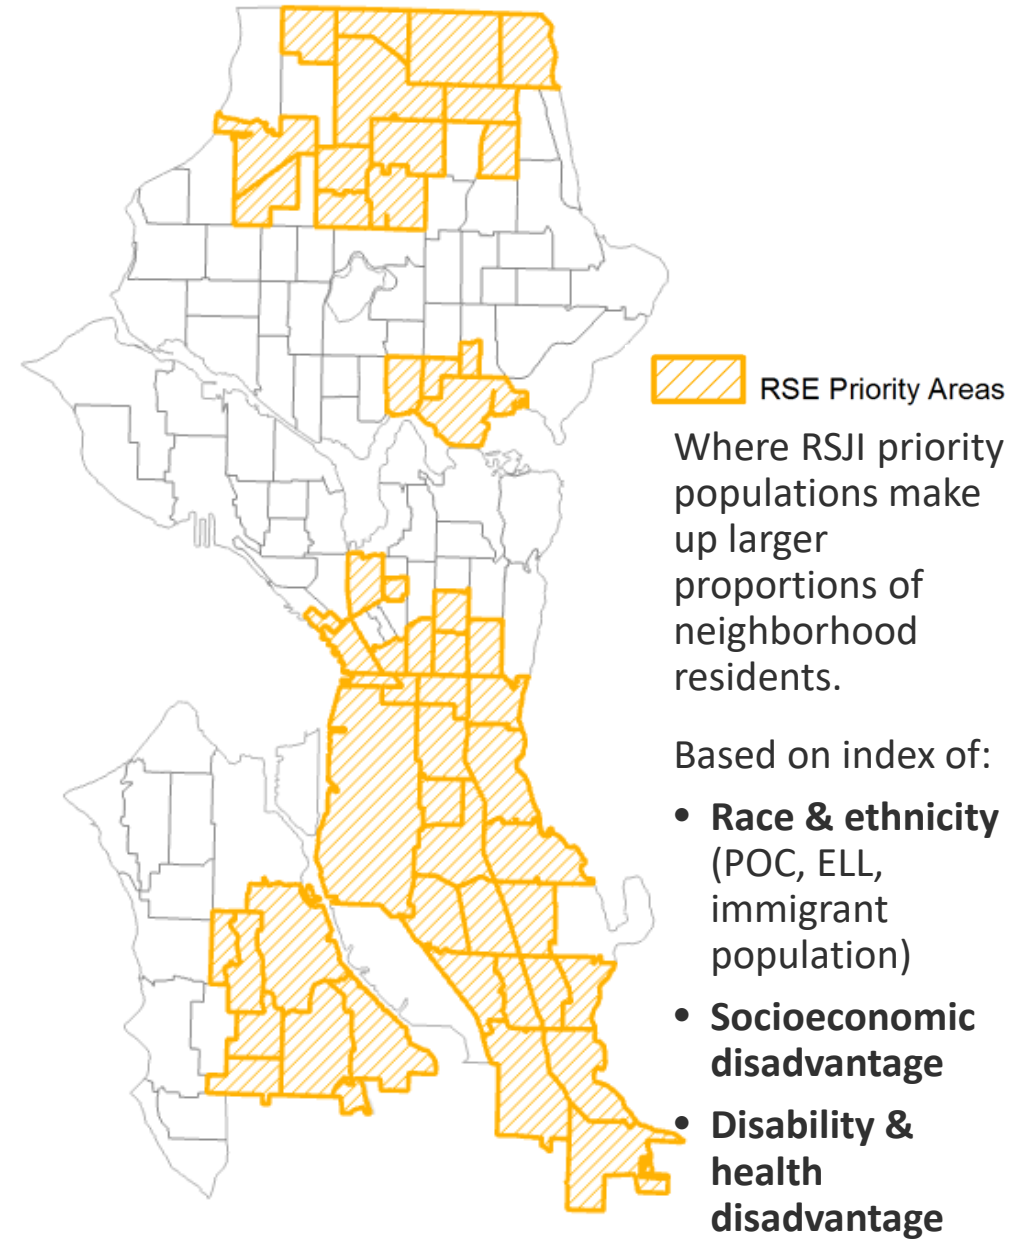 RSE Priority Areas
Where RSJI priority
populations make
up larger
proportions of
neighborhood
residents.
Based on index of:
• Race & ethnicity
(POC, ELL,
immigrant
population)
• Socioeconomic
disadvantage
• Disability &
health
disadvantage